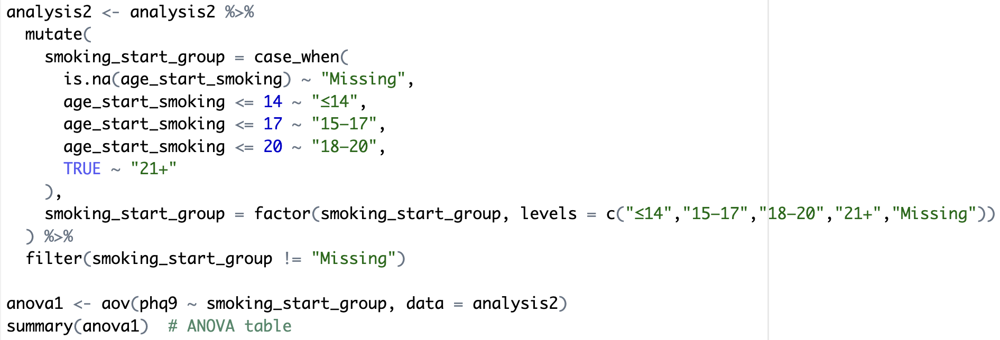 analysis2 <- analysis2 %>%
  mutate(
    smoking_start_group = case_when(
      is.na(age_start_smoking) ~ "Missing",
      age_start_smoking <= 14 ~ "≤14",
      age_start_smoking <= 17 ~ "15–17",
      age_start_smoking <= 20 ~ "18–20",
      TRUE ~ "21+"
    ),
    smoking_start_group = factor(smoking_start_group, levels = c("≤14","15–17","18–20","21+","Missing"))
  ) %>%
  filter(smoking_start_group != "Missing")

anova1 <- aov(phq9 ~ smoking_start_group, data = analysis2)
summary(anova1)  # ANOVA table